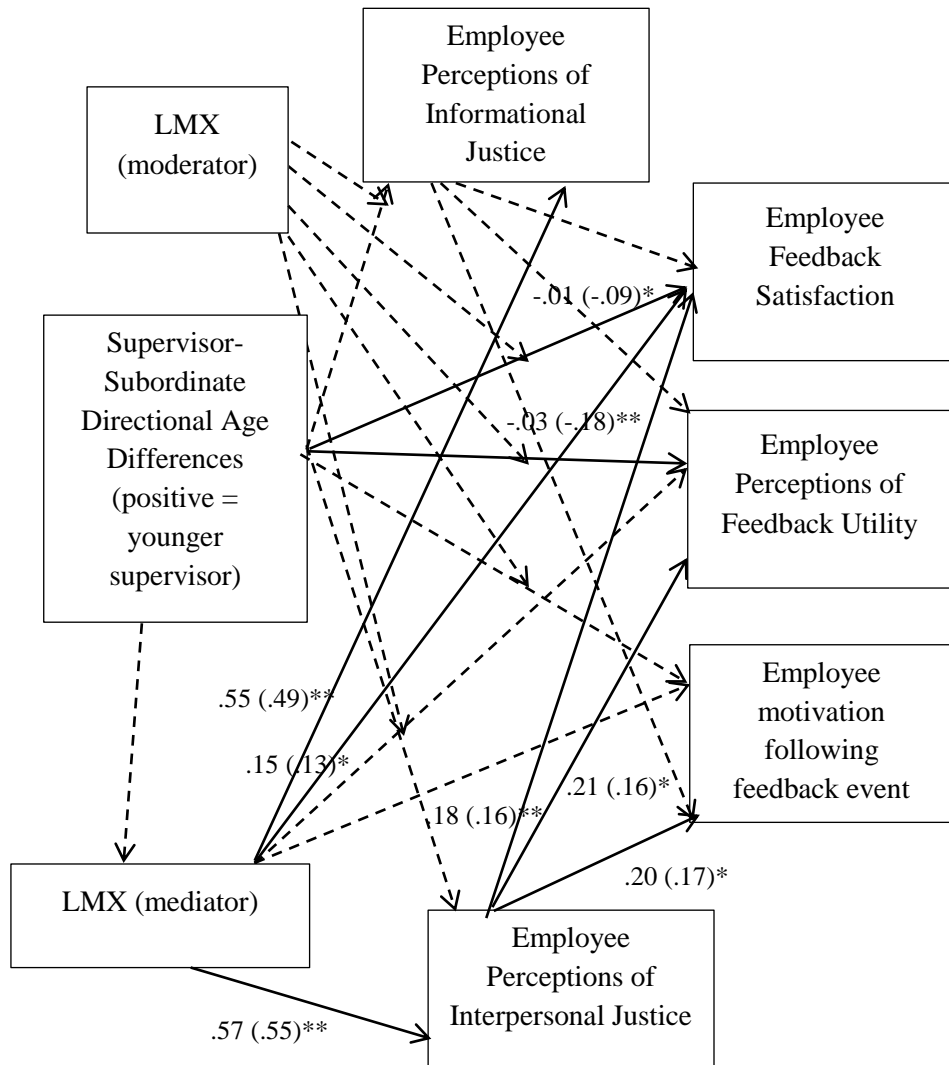 Employee
Perceptions of
Informational
Justice
LMX
(moderator)
Employee
Feedback
Satisfaction
-.01 (-.09)*
Supervisor-
Subordinate
Directional Age
Differences
(positive =
younger
supervisor)
-.03 (-.18)**
Employee
Perceptions of
Feedback Utility
.55 (.49)**
.15 (.13)*
.18 (.16)**
.21 (.16)*
Employee
motivation
following
feedback event
.20 (.17)*
LMX (mediator)
Employee
Perceptions of
Interpersonal Justice
.57 (.55)**